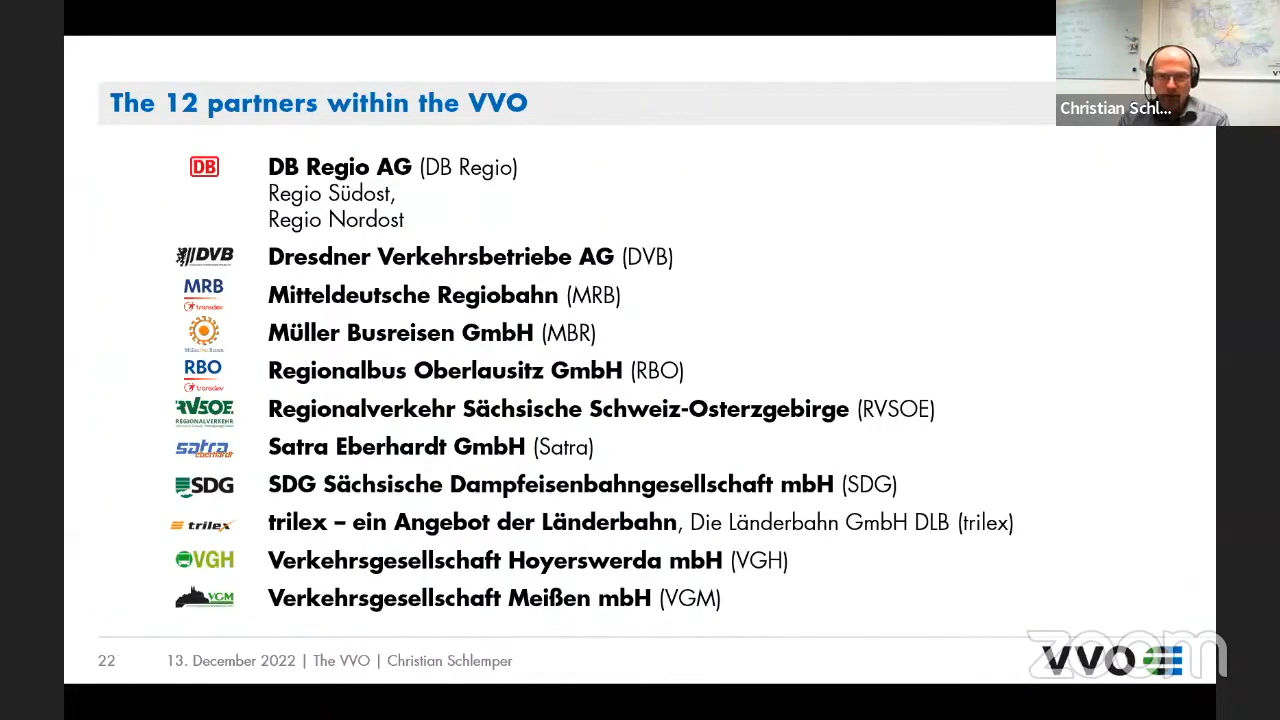 The 12 partners within the VVO
Christian Schl...
DB
DB Regio AG (DB Regio)
Regio Südost,
Regio Nordost
DVB
Dresdner Verkehrsbetriebe AG (DVB)
MRB
transdev
Mitteldeutsche Regiobahn (MRB)
Müller Busreisen GmbH (MBR)
RBO
transdev
Regionalbus Oberlausitz GmbH (RBO)
RVSOE
REGIONALVERKEHR
Regionalverkehr Sächsische Schweiz-Osterzgebirge (RVSOE)
satra
eberhardt
Satra Eberhardt GmbH (Satra)
SDG
SDG Sächsische Dampfeisenbahngesellschaft mbH (SDG)
trilex
trilex – ein Angebot der Länderbahn, Die Länderbahn GmbH DLB (trilex)
VGH
Verkehrsgesellschaft Hoyerswerda mbH (VGH)
VGM
Verkehrsgesellschaft Meißen mbH (VGM)
22 13. December 2022 | The VVO | Christian Schlemper
VVO
zoom